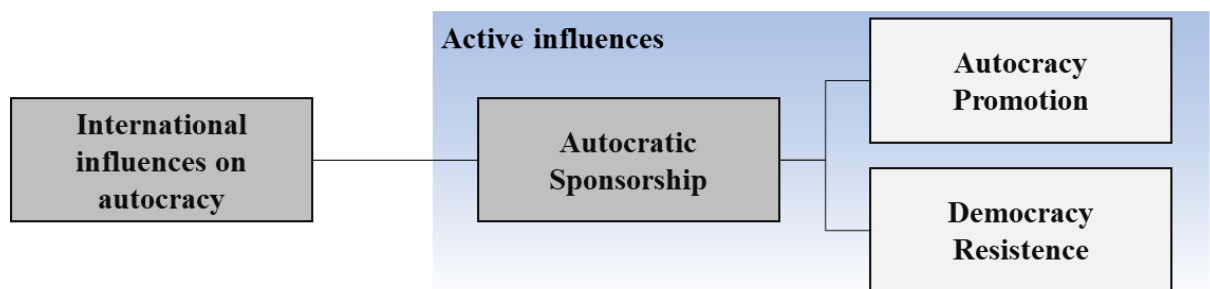 Active influences
International
influences on
autocracy
Autocratic
Sponsorship
Autocracy
Promotion
Democracy
Resistence